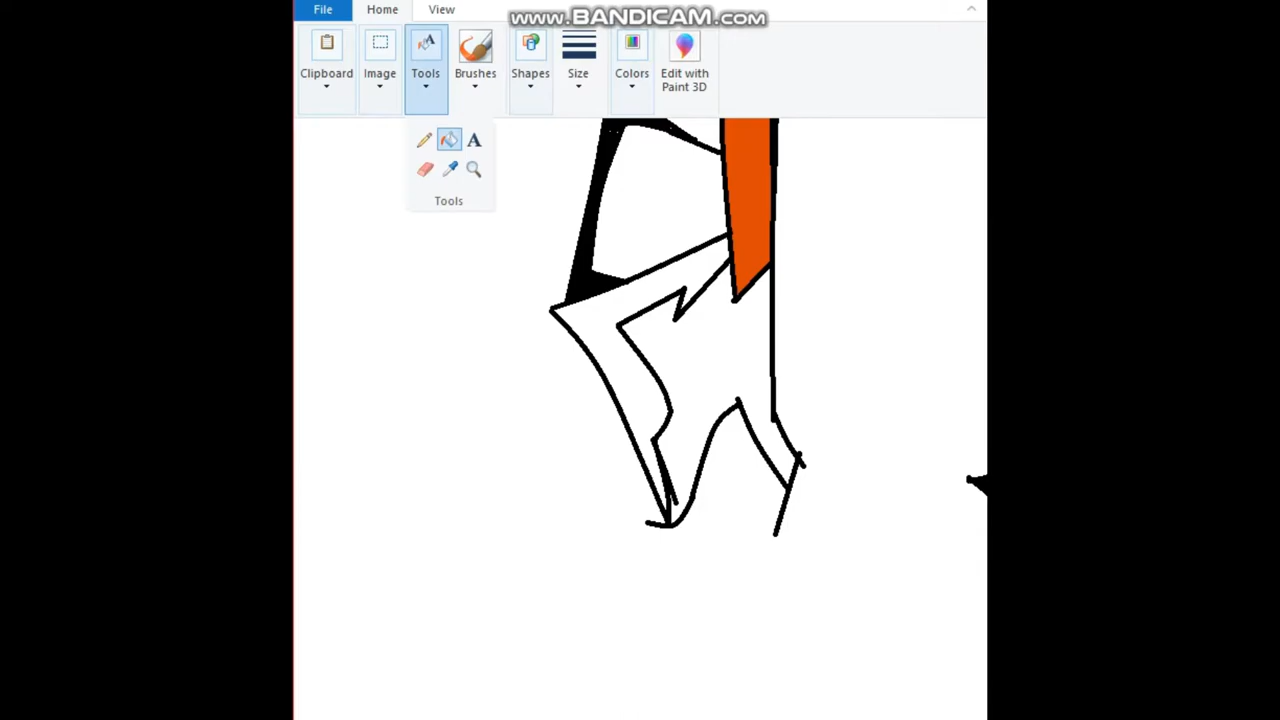 File Home View
www.BANDICAM.com
Clipboard Image Tools Brushes Shapes Size Colors Edit with
Paint 3D
A
Tools